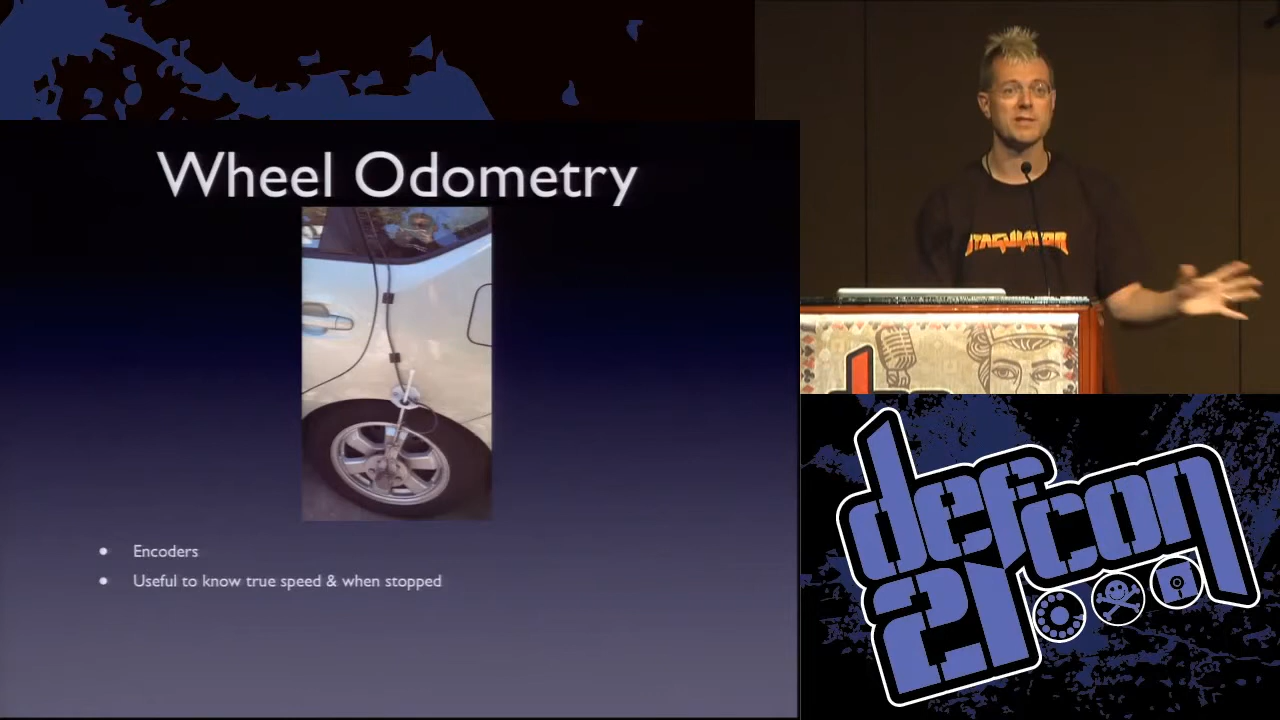 Wheel Odometry
Encoders
Useful to know true speed & when stopped
defcon
21